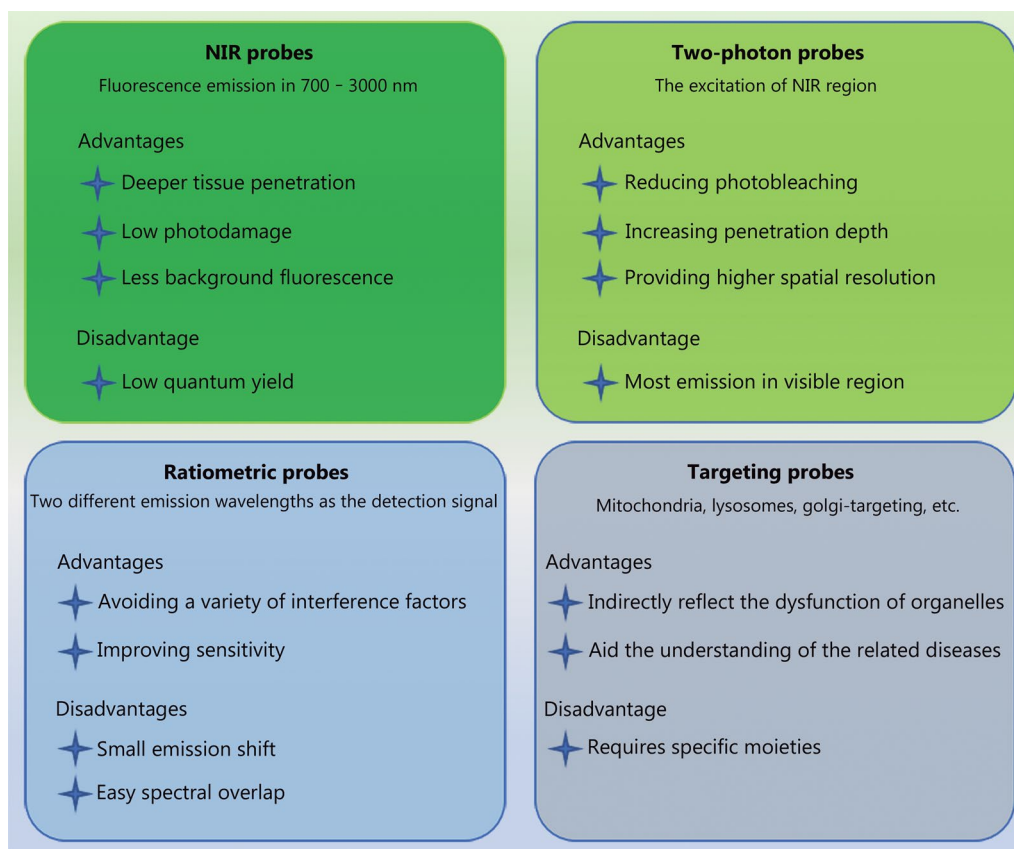 NIR probes
Fluorescence emission in 700 - 3000 nm
Advantages
Deeper tissue penetration
Low photodamage
Less background fluorescence
Disadvantage
Low quantum yield
Two-photon probes
The excitation of NIR region
Advantages
Reducing photobleaching
Increasing penetration depth
Providing higher spatial resolution
Disadvantage
Most emission in visible region
Ratiometric probes
Two different emission wavelengths as the detection signal
Advantages
Avoiding a variety of interference factors
Improving sensitivity
Disadvantages
Small emission shift
Easy spectral overlap
Targeting probes
Mitochondria, lysosomes, golgi-targeting, etc.
Advantages
Indirectly reflect the dysfunction of organelles
Aid the understanding of the related diseases
Disadvantage
Requires specific moieties